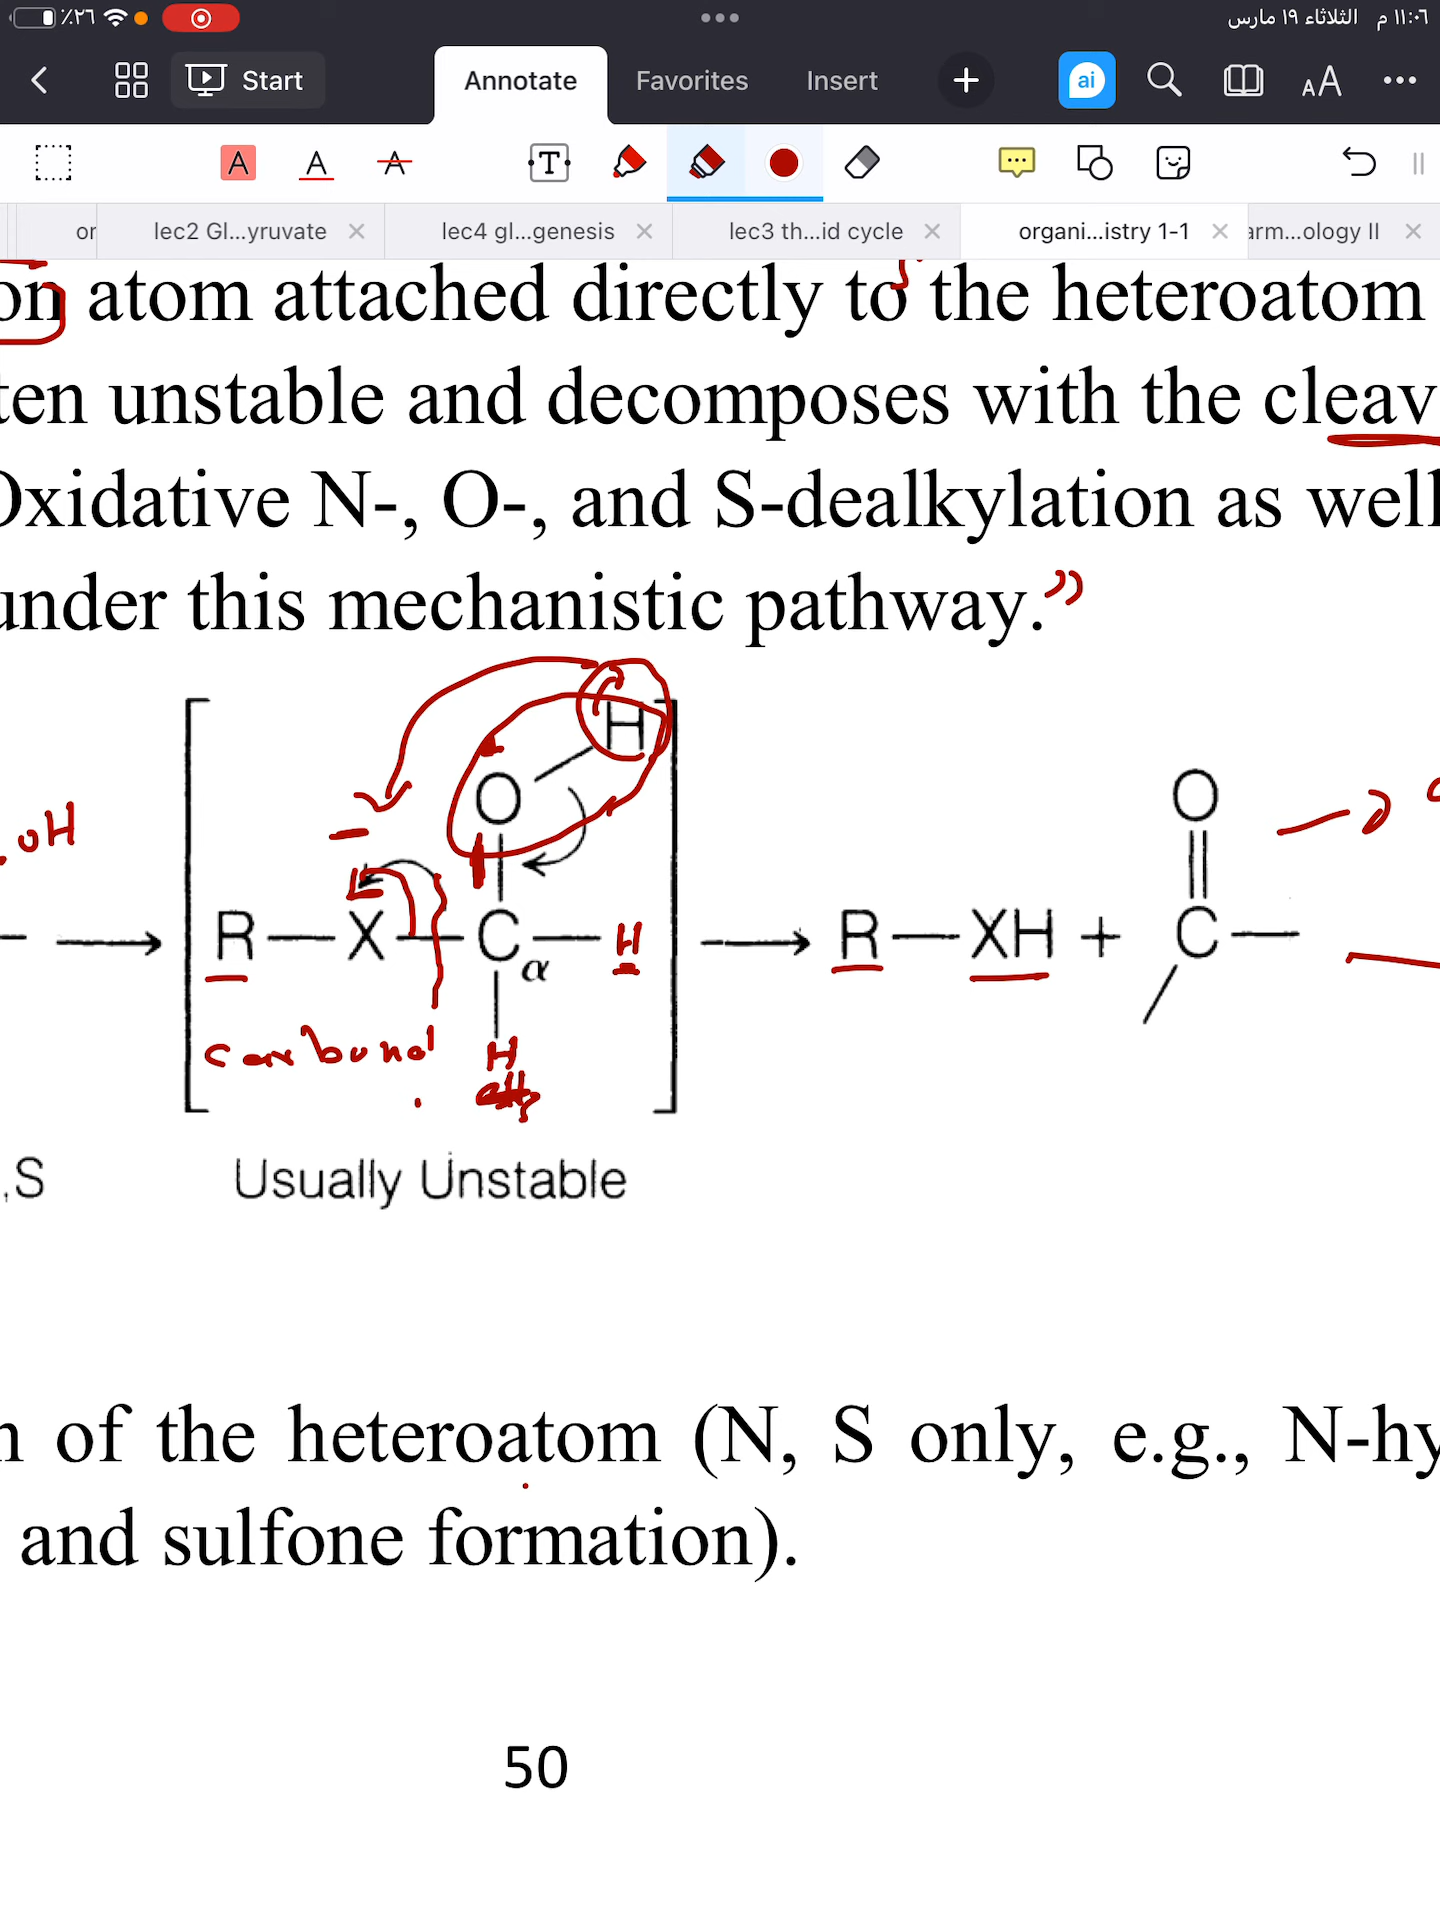 ٪٢٦
١١:٠٦ م الثلاثاء ١٩ مارس
Start Annotate Favorites Insert ai AA
A A A T
or lec2 Gl...yruvate lec4 gl...genesis lec3 th...id cycle organi...istry 1-1 arm...ology II
on atom attached directly to the heteroatom
ten unstable and decomposes with the cleav
Oxidative N-, O-, and S-dealkylation as well
under this mechanistic pathway.”
H
O O
OH
R—X—C—H R—XH + C—
α
H
,S Usually Unstable
n of the heteroatom (N, S only, e.g., N-hy
and sulfone formation).
50